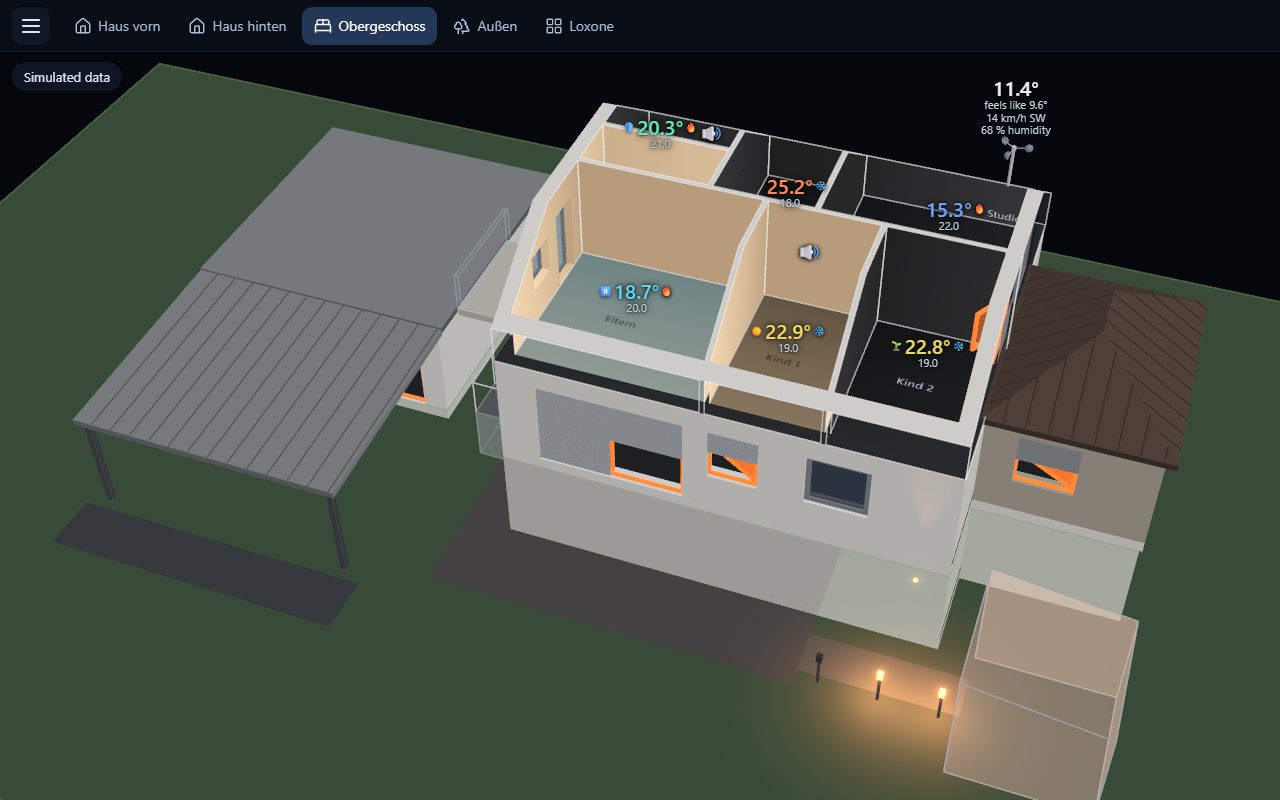 Haus vorn
Haus hinten
Obergeschoss
Außen
Loxone
Simulated data
11.4°
feels like 9.6°
14 km/h SW
68 % humidity
20.3°
21.0
25.2°
18.0
15.3°
22.0
Studio
18.7°
20.0
Eltern
22.9°
19.0
Kind 1
22.8°
19.0
Kind 2